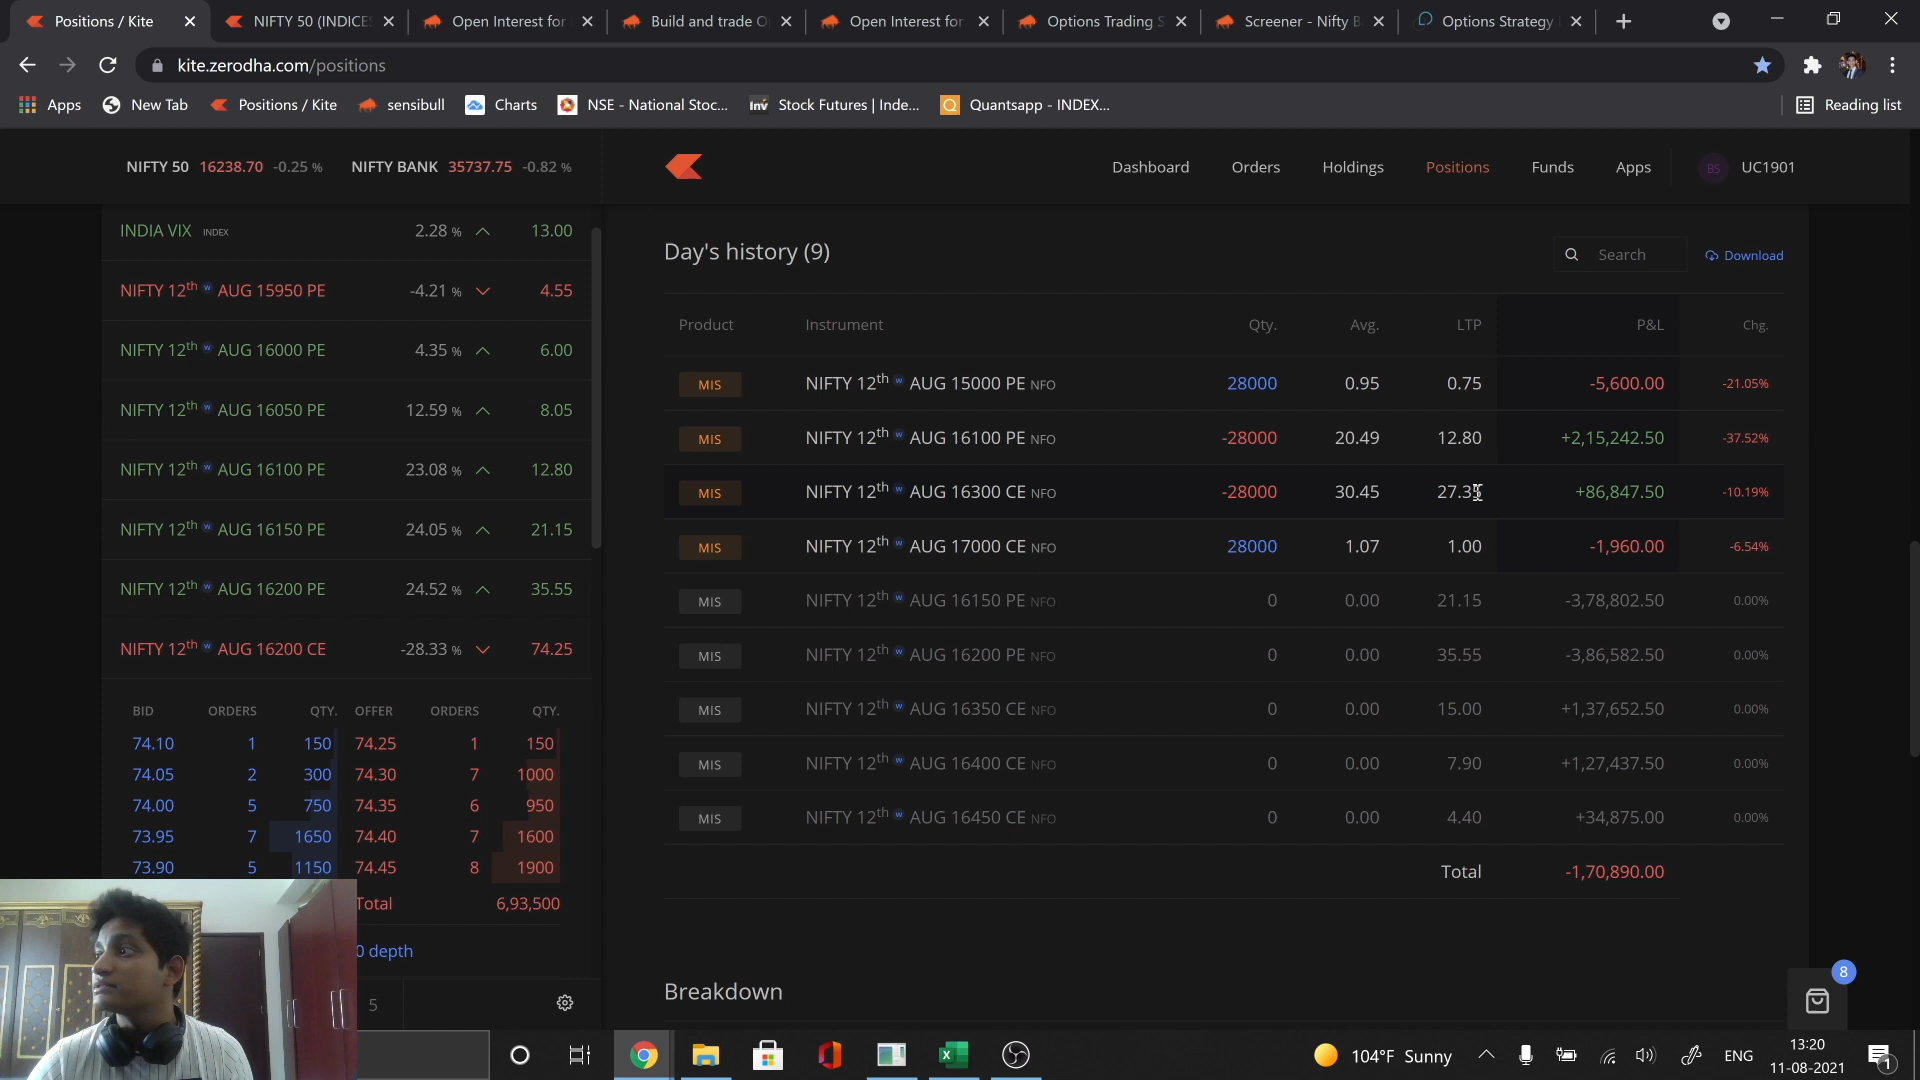 Positions / Kite
NIFTY 50 (INDICES
Open Interest for
Build and trade O
Open Interest for
Options Trading S
Screener - Nifty B
Options Strategy
kite.zerodha.com/positions
Apps
New Tab
Positions / Kite
sensibull
Charts
NSE - National Stoc...
Inv Stock Futures | Inde...
Q Quantsapp - INDEX...
Reading list
NIFTY 50 16238.70 -0.25 % NIFTY BANK 35737.75 -0.82 %
Dashboard Orders Holdings Positions Funds Apps BS UC1901
INDIA VIX INDEX 2.28 % 13.00
NIFTY 12th w AUG 15950 PE -4.21 % 4.55
NIFTY 12th w AUG 16000 PE 4.35 % 6.00
NIFTY 12th w AUG 16050 PE 12.59 % 8.05
NIFTY 12th w AUG 16100 PE 23.08 % 12.80
NIFTY 12th w AUG 16150 PE 24.05 % 21.15
NIFTY 12th w AUG 16200 PE 24.52 % 35.55
NIFTY 12th w AUG 16200 CE -28.33 % 74.25
BID ORDERS QTY. OFFER ORDERS QTY.
74.10 1 150 74.25 1 150
74.05 2 300 74.30 7 1000
74.00 5 750 74.35 6 950
73.95 7 1650 74.40 7 1600
73.90 5 1150 74.45 8 1900
Total 6,93,500
0 depth
5
Day's history (9)
Search
Download
Product Instrument Qty. Avg. LTP P&L Chg.
MIS NIFTY 12th w AUG 15000 PE NFO 28000 0.95 0.75 -5,600.00 -21.05%
MIS NIFTY 12th w AUG 16100 PE NFO -28000 20.49 12.80 +2,15,242.50 -37.52%
MIS NIFTY 12th w AUG 16300 CE NFO -28000 30.45 27.35 +86,847.50 -10.19%
MIS NIFTY 12th w AUG 17000 CE NFO 28000 1.07 1.00 -1,960.00 -6.54%
MIS NIFTY 12th w AUG 16150 PE NFO 0 0.00 21.15 -3,78,802.50 0.00%
MIS NIFTY 12th w AUG 16200 PE NFO 0 0.00 35.55 -3,86,582.50 0.00%
MIS NIFTY 12th w AUG 16350 CE NFO 0 0.00 15.00 +1,37,652.50 0.00%
MIS NIFTY 12th w AUG 16400 CE NFO 0 0.00 7.90 +1,27,437.50 0.00%
MIS NIFTY 12th w AUG 16450 CE NFO 0 0.00 4.40 +34,875.00 0.00%
Total -1,70,890.00
Breakdown
8
104°F Sunny
ENG
13:20
11-08-2021
1